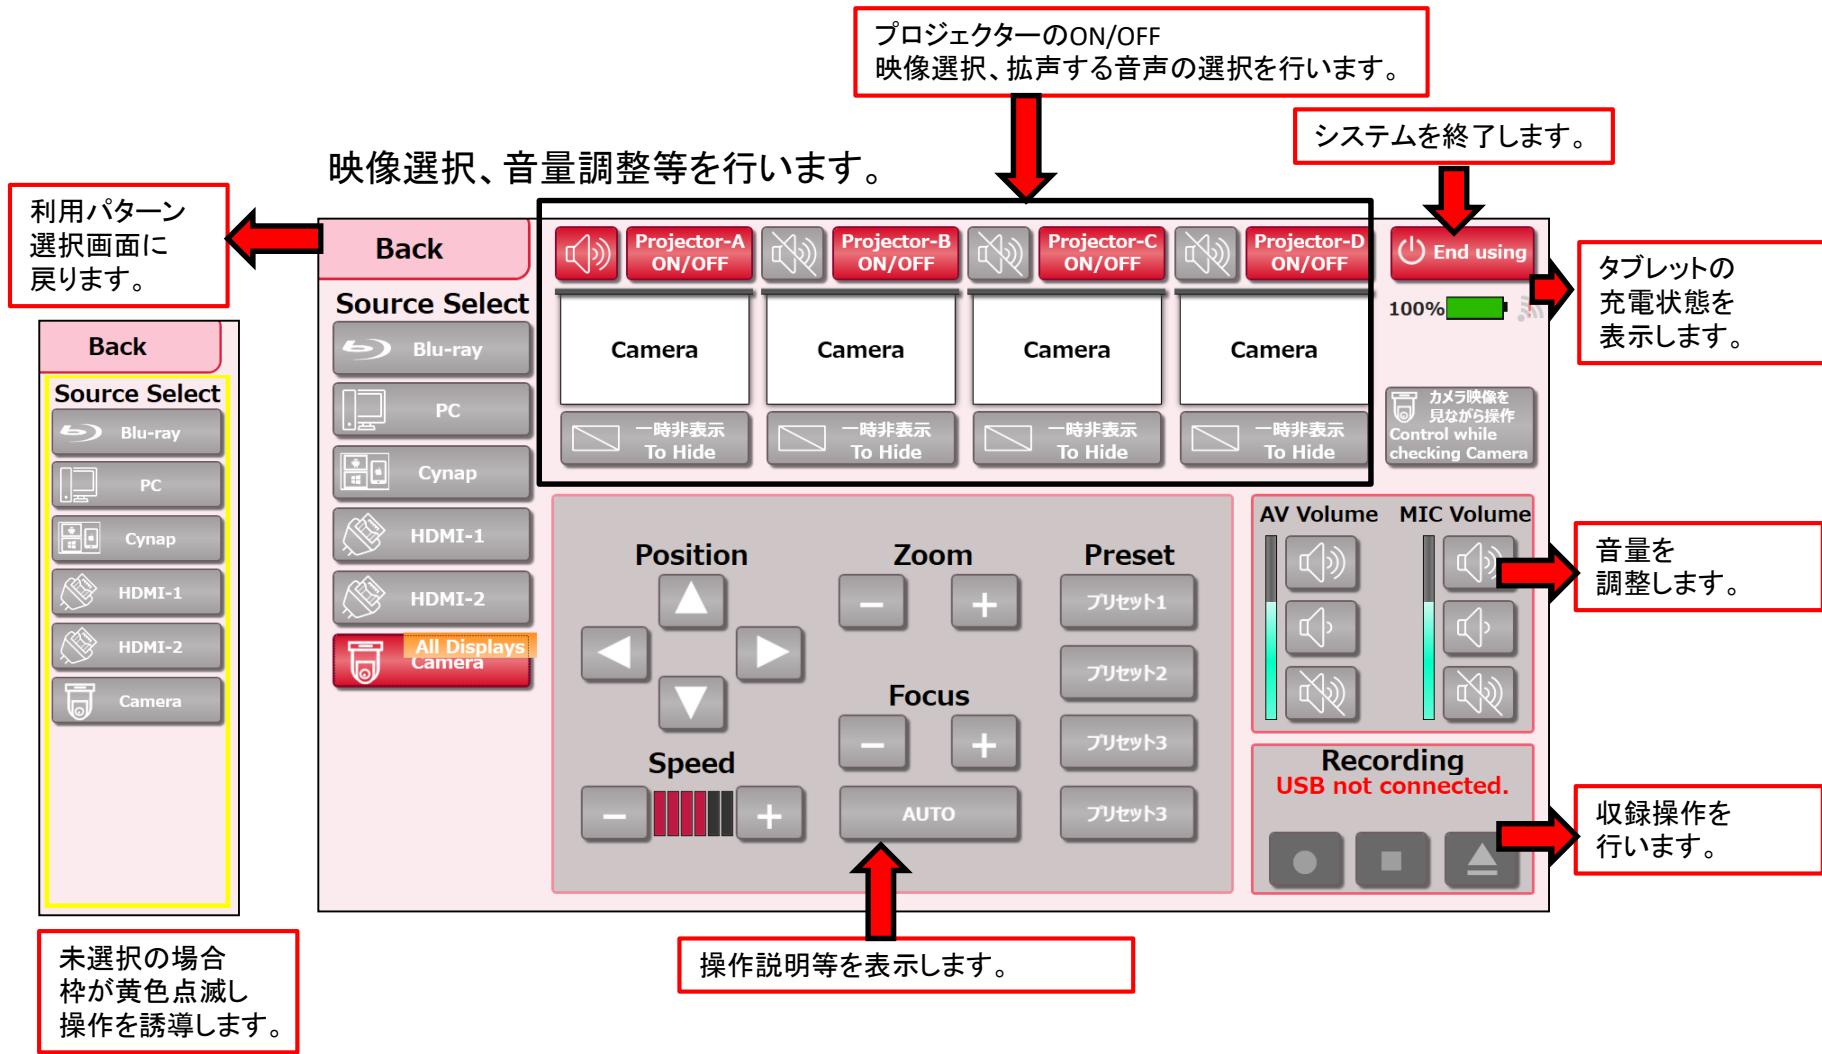 プロジェクターのON/OFF
映像選択、拡声する音声の選択を行います。
システムを終了します。
映像選択、音量調整等を行います。
利用パターン
選択画面に
戻ります。
Back
Source Select
Blu-ray
PC
Cynap
HDMI-1
HDMI-2
Camera
未選択の場合
枠が黄色点滅し
操作を誘導します。
Back
Source Select
Blu-ray
PC
Cynap
HDMI-1
HDMI-2
All Displays
Camera
Projector-A
ON/OFF
Projector-B
ON/OFF
Projector-C
ON/OFF
Projector-D
ON/OFF
Camera
Camera
Camera
Camera
一時非表示
To Hide
一時非表示
To Hide
一時非表示
To Hide
一時非表示
To Hide
End using
100%
タブレットの
充電状態を
表示します。
カメラ映像を
見ながら操作
Control while
checking Camera
Position
Zoom
Preset
プリセット1
プリセット2
Focus
プリセット3
Speed
AUTO
プリセット3
AV Volume
MIC Volume
音量を
調整します。
Recording
USB not connected.
収録操作を
行います。
操作説明等を表示します。